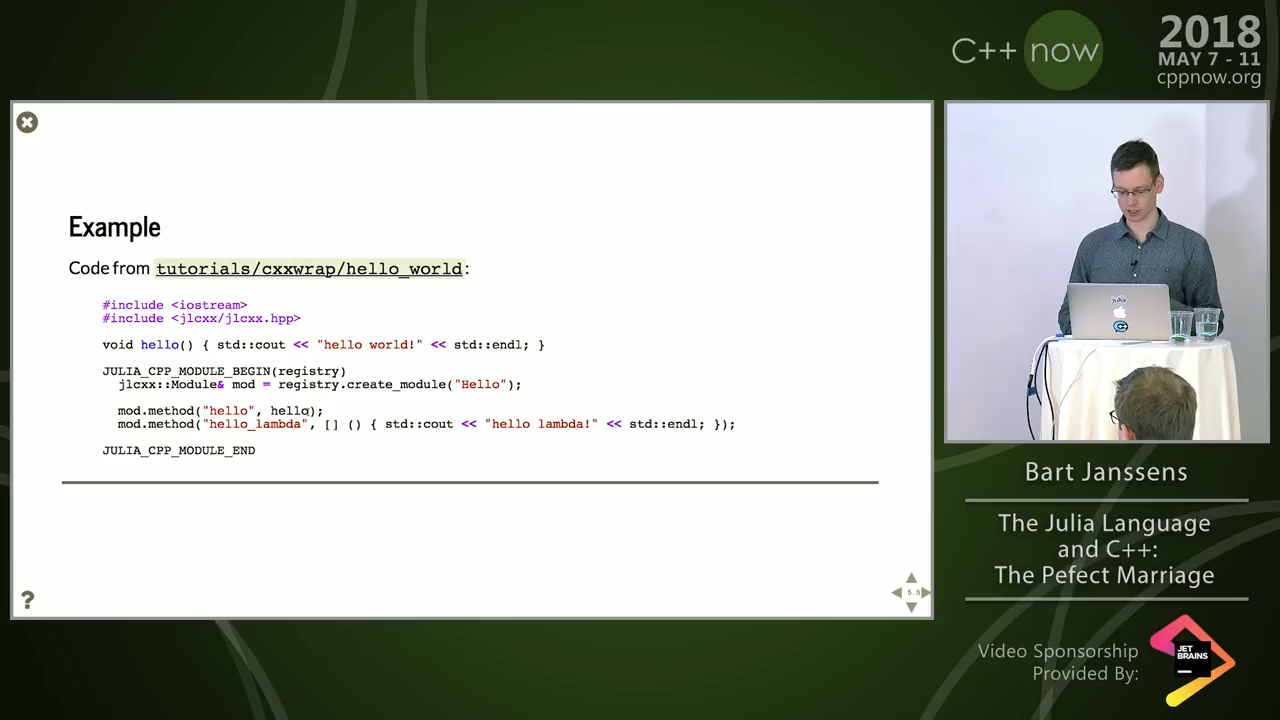 C++ now
2018
MAY 7 - 11
cppnow.org
Example
Code from tutorials/cxxwrap/hello_world:
#include <iostream>
#include <jlcxx/jlcxx.hpp>
void hello() { std::cout << "hello world!" << std::endl; }
JULIA_CPP_MODULE_BEGIN(registry)
jlcxx::Module& mod = registry.create_module("Hello");
mod.method("hello", hello);
mod.method("hello_lambda", [] () { std::cout << "hello lambda!" << std::endl; });
JULIA_CPP_MODULE_END
?
5.5
julia
C++
Bart Janssens
The Julia Language
and C++:
The Pefect Marriage
Video Sponsorship
Provided By:
JET
BRAINS